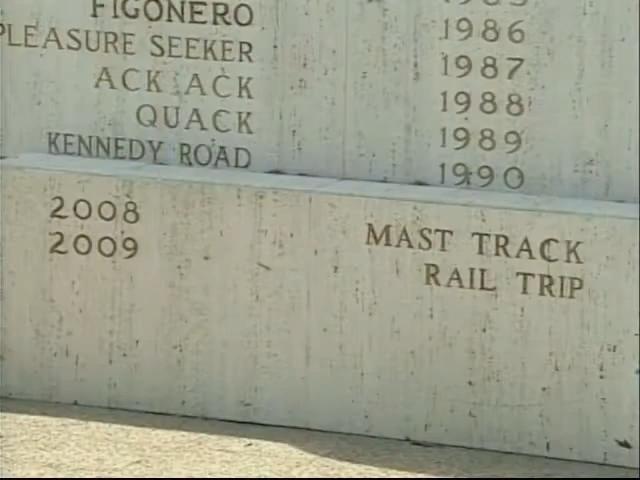 FIGONERO
PLEASURE SEEKER 1986
ACK ACK 1987
QUACK 1988
KENNEDY ROAD 1989
1990
2008 MAST TRACK
2009 RAIL TRIP